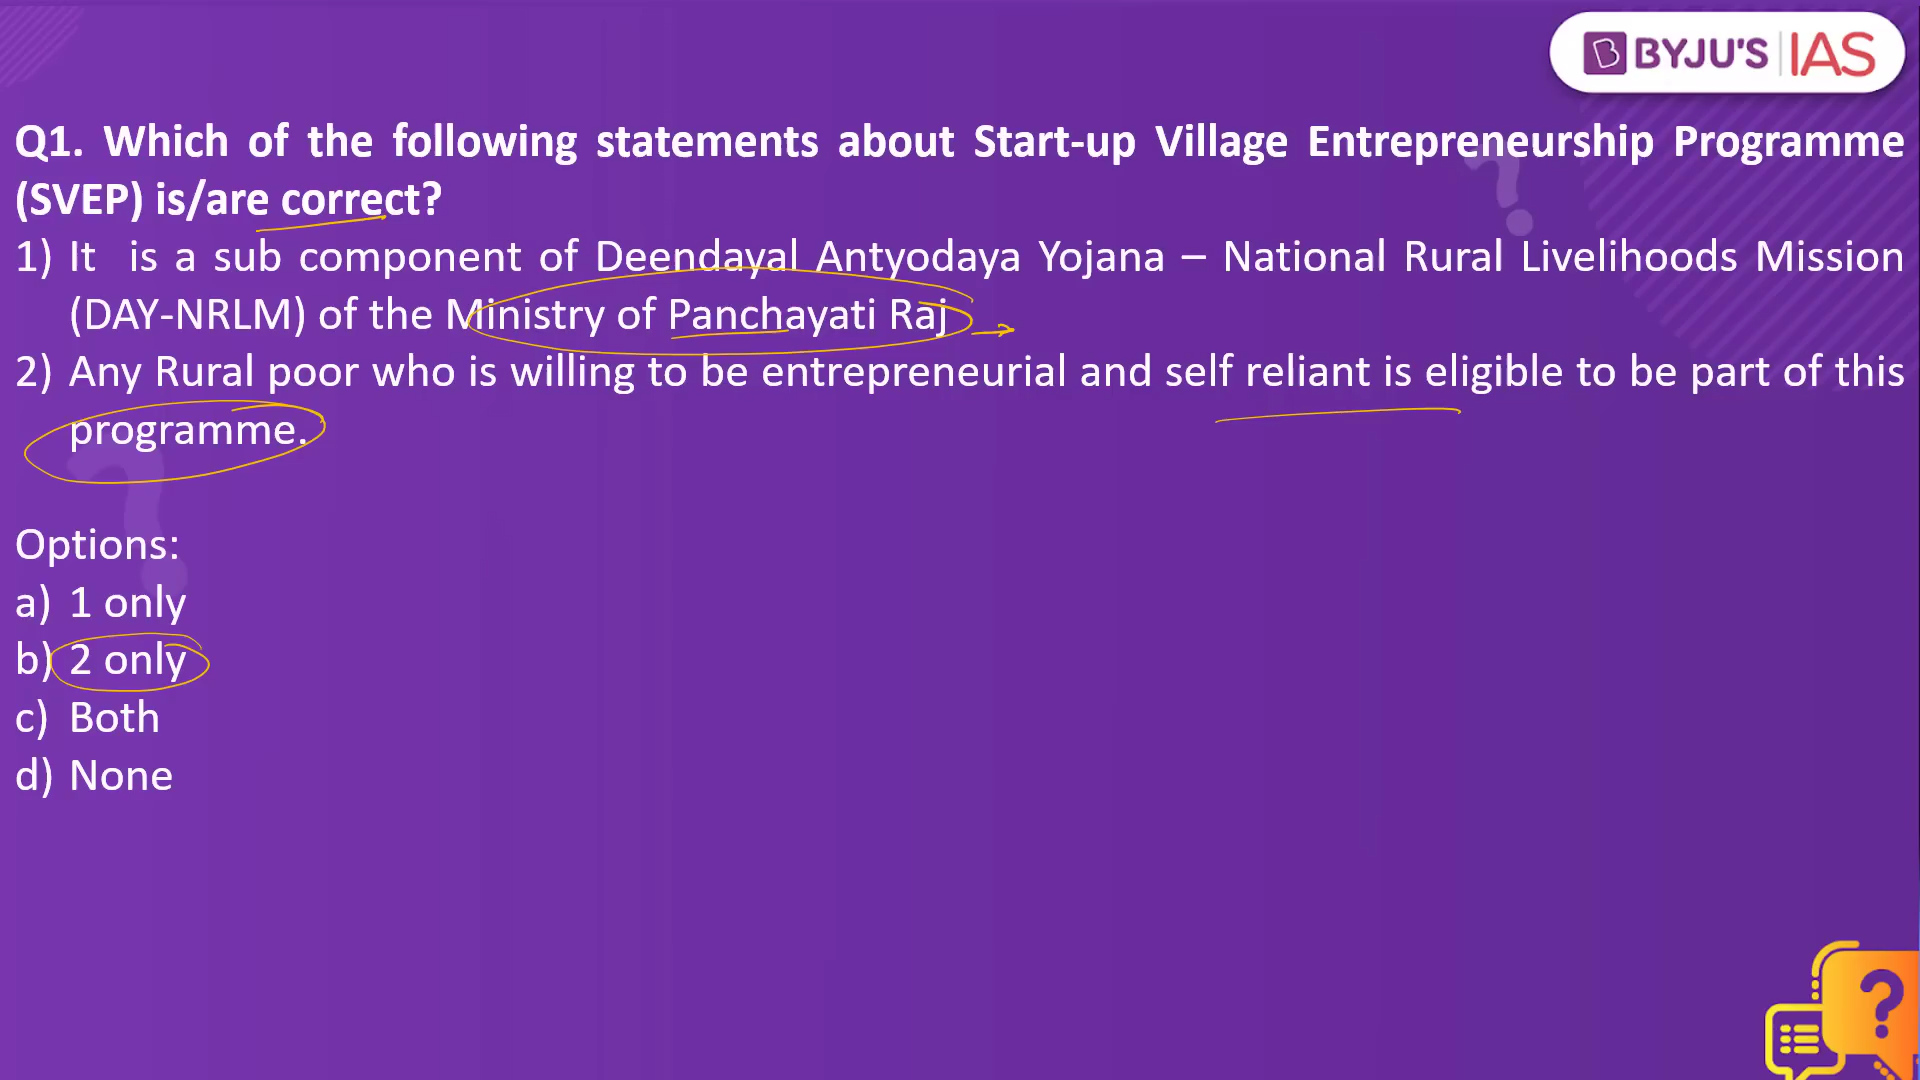 BYJU'S IAS
Q1. Which of the following statements about Start-up Village Entrepreneurship Programme
(SVEP) is/are correct?
1) It is a sub component of Deendayal Antyodaya Yojana – National Rural Livelihoods Mission
(DAY-NRLM) of the Ministry of Panchayati Raj
2) Any Rural poor who is willing to be entrepreneurial and self reliant is eligible to be part of this
programme.
Options:
a) 1 only
b) 2 only
c) Both
d) None